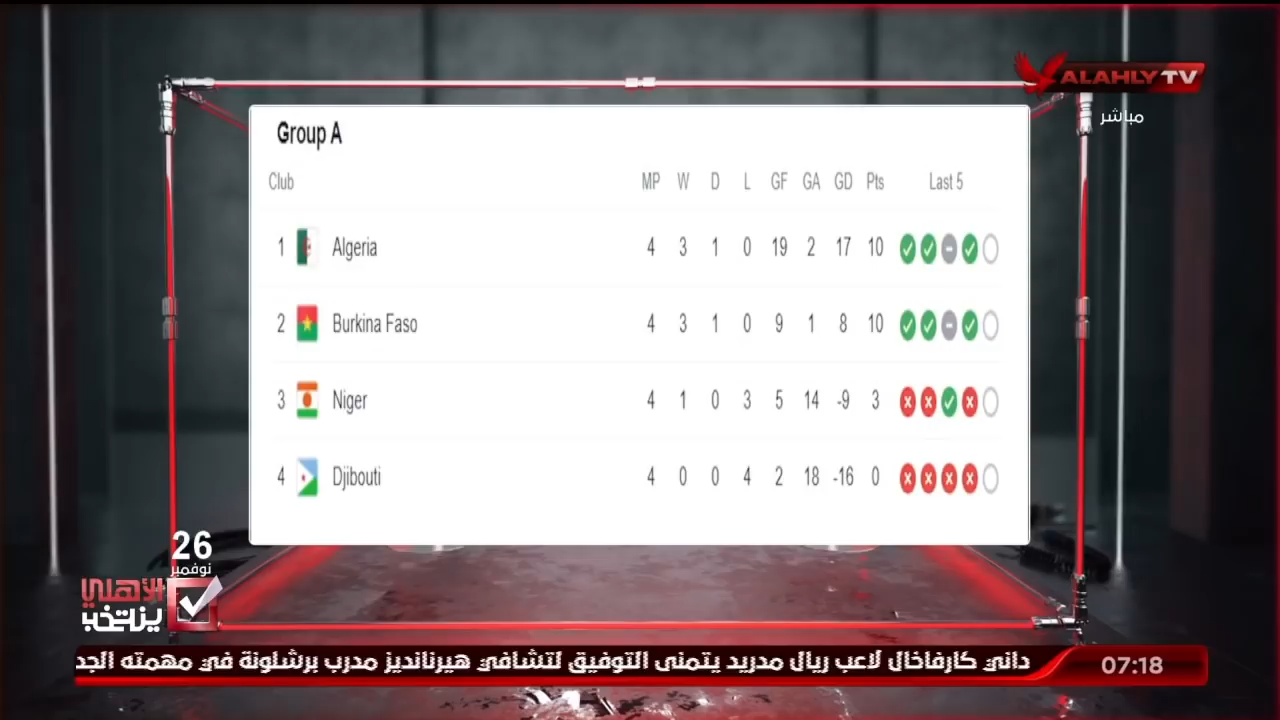 ALAHLY TV
مباشر
Group A
Club MP W D L GF GA GD Pts Last 5
1 Algeria 4 3 1 0 19 2 17 10
2 Burkina Faso 4 3 1 0 9 1 8 10
3 Niger 4 1 0 3 5 14 -9 3
4 Djibouti 4 0 0 4 2 18 -16 0
26
نوفمبر
الأهلي
ينتخب
داني كارفاخال لاعب ريال مدريد يتمنى التوفيق لتشافي هيرنانديز مدرب برشلونة في مهمته الجد
07:18